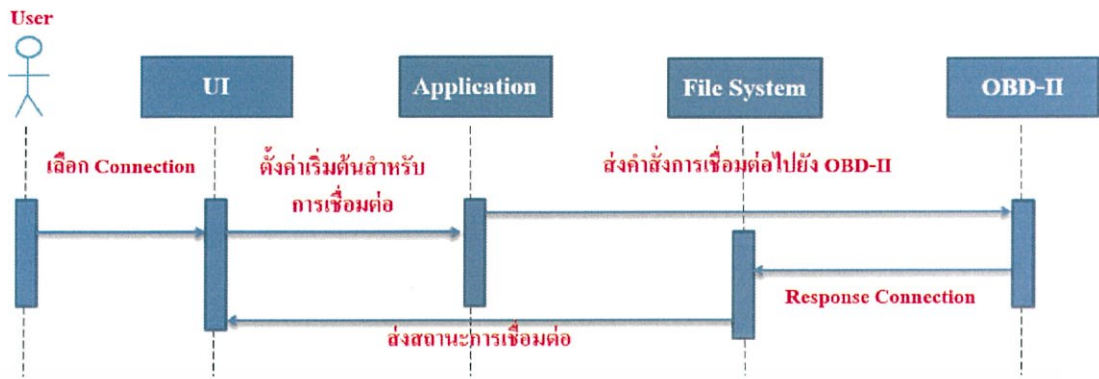 User
UI
Application
File System
OBD-II
เลือก Connection
ตั้งค่าเริ่มต้นสำหรับ
การเชื่อมต่อ
ส่งคำสั่งการเชื่อมต่อไปยัง OBD-II
Response Connection
ส่งสถานะการเชื่อมต่อ